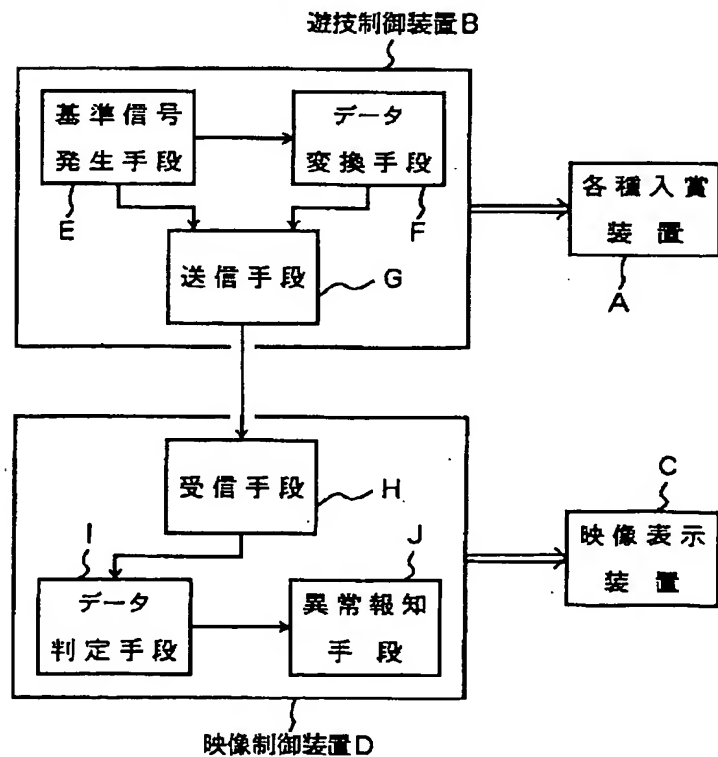 遊技制御装置B
基準信号
発生手段
E
データ
変換手段
F
送信手段
G
各種入賞
装置
A
受信手段
H
I
データ
判定手段
J
異常報知
手段
C
映像表示
装置
映像制御装置D